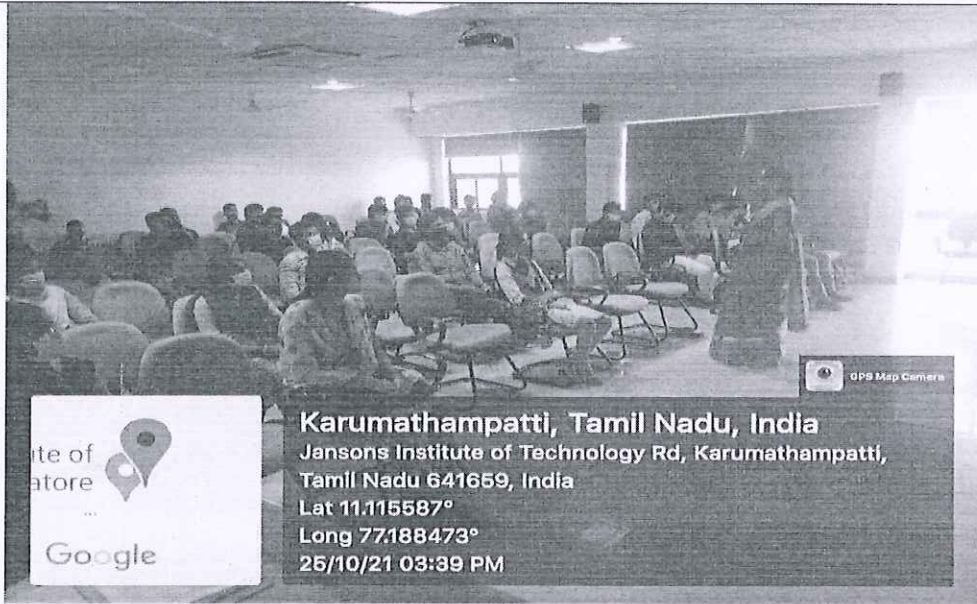 GPS Map Camera
Karumathampatti, Tamil Nadu, India
Jansons Institute of Technology Rd, Karumathampatti,
Tamil Nadu 641659, India
Lat 11.115587°
Long 77.188473°
25/10/21 03:39 PM
ite of
atore
...
Google